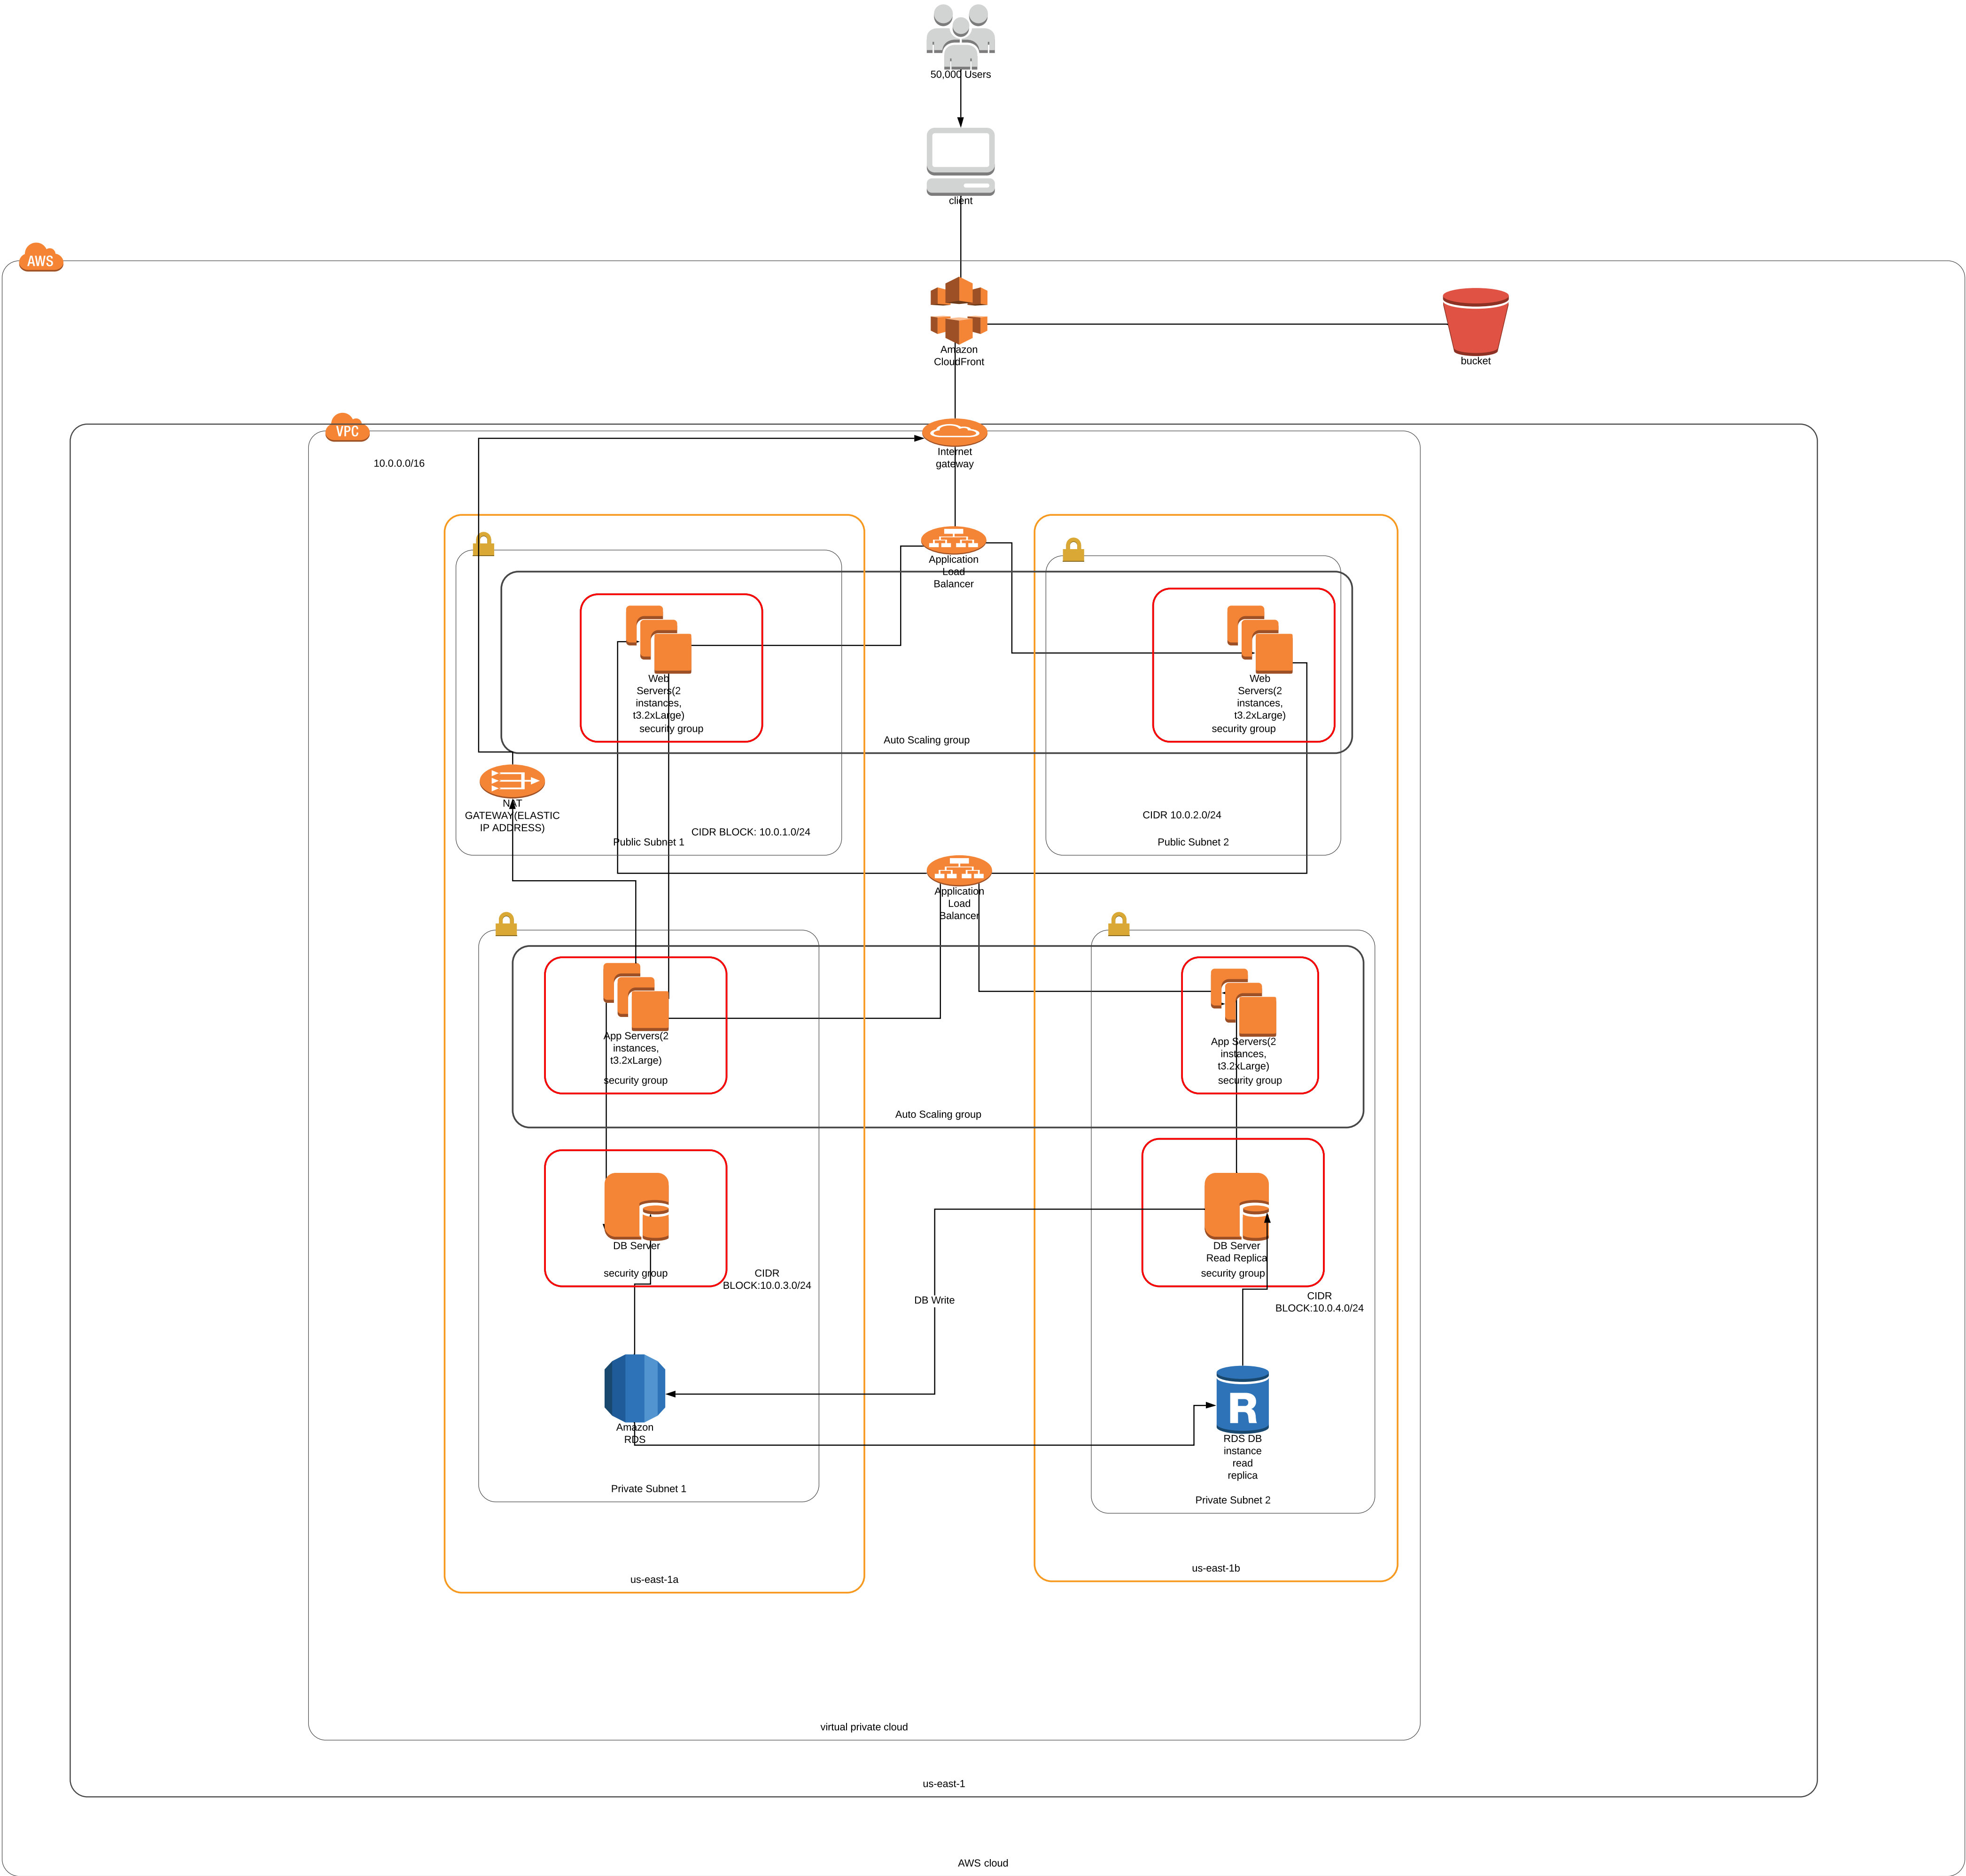 50,000 Users
client
AWS
Amazon
CloudFront
bucket
VPC
10.0.0.0/16
Internet
gateway
Application
Load
Balancer
Web
Servers(2
instances,
t3.2xLarge)
security group
Web
Servers(2
instances,
t3.2xLarge)
security group
Auto Scaling group
NAT
GATEWAY(ELASTIC
IP ADDRESS)
CIDR BLOCK: 10.0.1.0/24
Public Subnet 1
CIDR 10.0.2.0/24
Public Subnet 2
Application
Load
Balancer
App Servers(2
instances,
t3.2xLarge)
security group
App Servers(2
instances,
t3.2xLarge)
security group
Auto Scaling group
DB Server
security group
CIDR
BLOCK:10.0.3.0/24
DB Server
Read Replica
security group
CIDR
BLOCK:10.0.4.0/24
DB Write
Amazon
RDS
R
RDS DB
instance
read
replica
Private Subnet 1
Private Subnet 2
us-east-1a
us-east-1b
virtual private cloud
us-east-1
AWS cloud